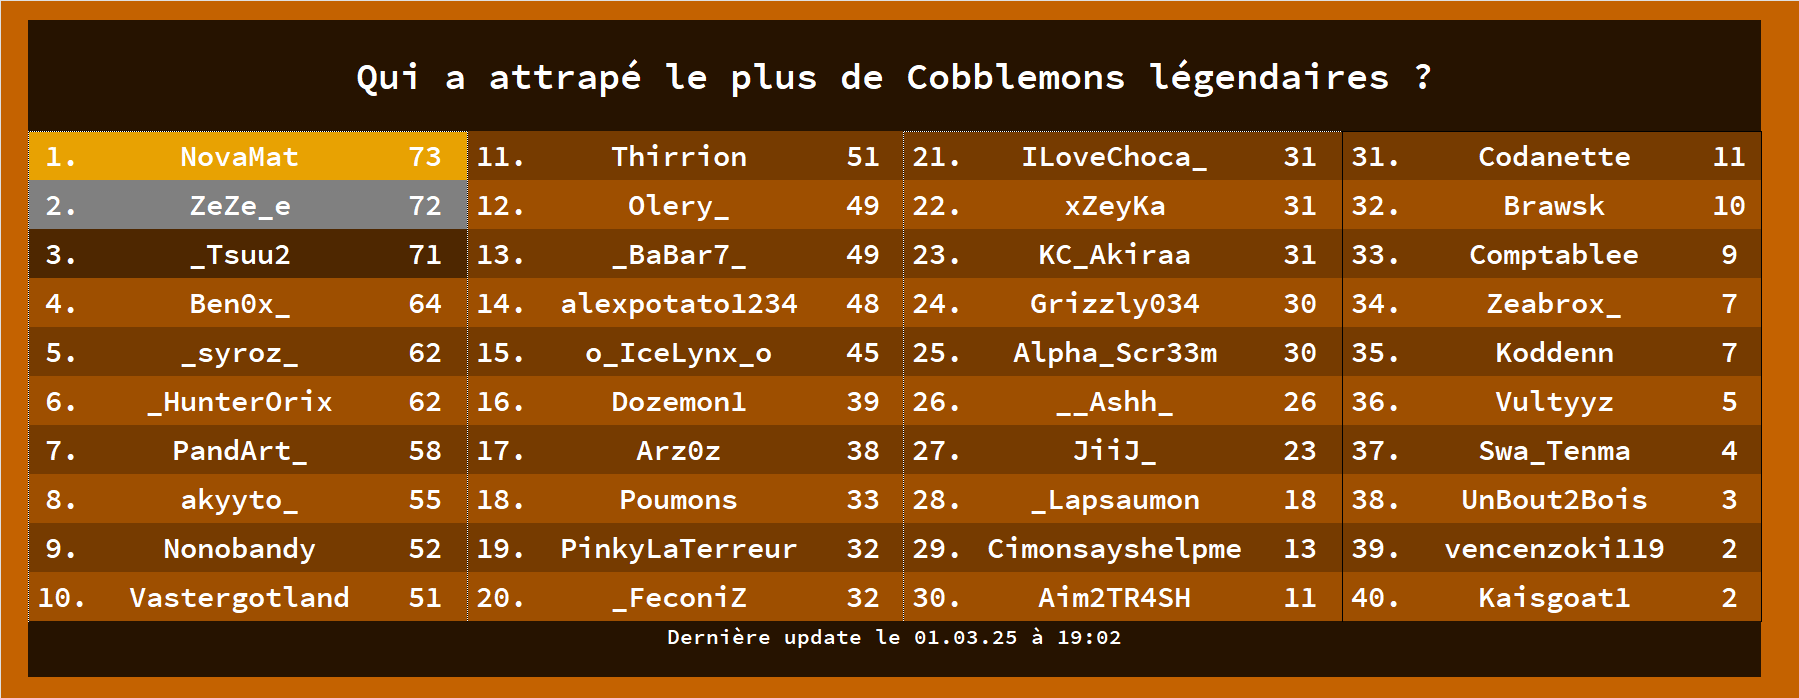 Qui a attrapé le plus de Cobblemons légendaires ?
1. NovaMat 73 11. Thirrion 51 21. ILoveChoca_ 31 31. Codanette 11
2. ZeZe_e 72 12. Olery_ 49 22. xZeyKa 31 32. Brawsk 10
3. _Tsuu2 71 13. _BaBar7_ 49 23. KC_Akiraa 31 33. Comptablee 9
4. Ben0x_ 64 14. alexpotato1234 48 24. Grizzly034 30 34. Zeabrox_ 7
5. _syroz_ 62 15. o_IceLynx_o 45 25. Alpha_Scr33m 30 35. Koddenn 7
6. _HunterOrix 62 16. Dozemon1 39 26. __Ashh_ 26 36. Vultyyz 5
7. PandArt_ 58 17. Arz0z 38 27. JiiJ_ 23 37. Swa_Tenma 4
8. akyyto_ 55 18. Poumons 33 28. _Lapsaumon 18 38. UnBout2Bois 3
9. Nonobandy 52 19. PinkyLaTerreur 32 29. Cimonsayshelpme 13 39. vencenzoki119 2
10. Vastergotland 51 20. _FeconiZ 32 30. Aim2TR4SH 11 40. Kaisgoat1 2
Dernière update le 01.03.25 à 19:02